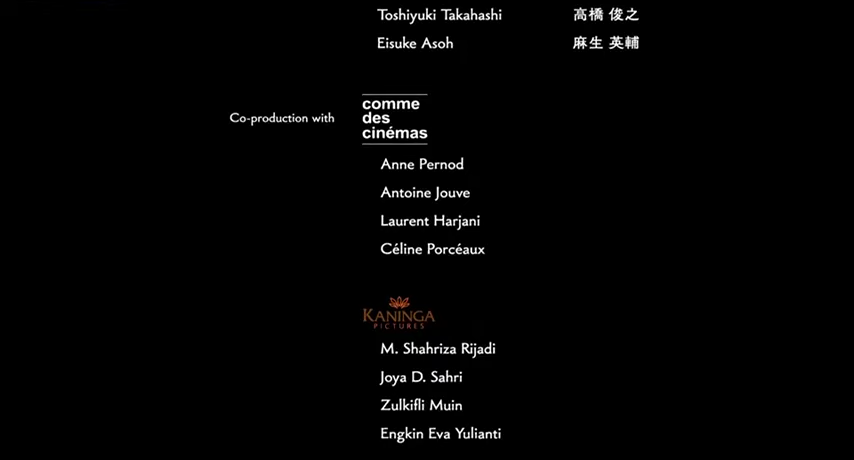 Toshiyuki Takahashi 高橋 俊之
Eisuke Asoh 麻生 英輔
Co-production with
comme
des
cinémas
Anne Pernod
Antoine Jouve
Laurent Harjani
Céline Porcéaux
KANINGA
PICTURES
M. Shahriza Rijadi
Joya D. Sahri
Zulkifli Muin
Engkin Eva Yulianti